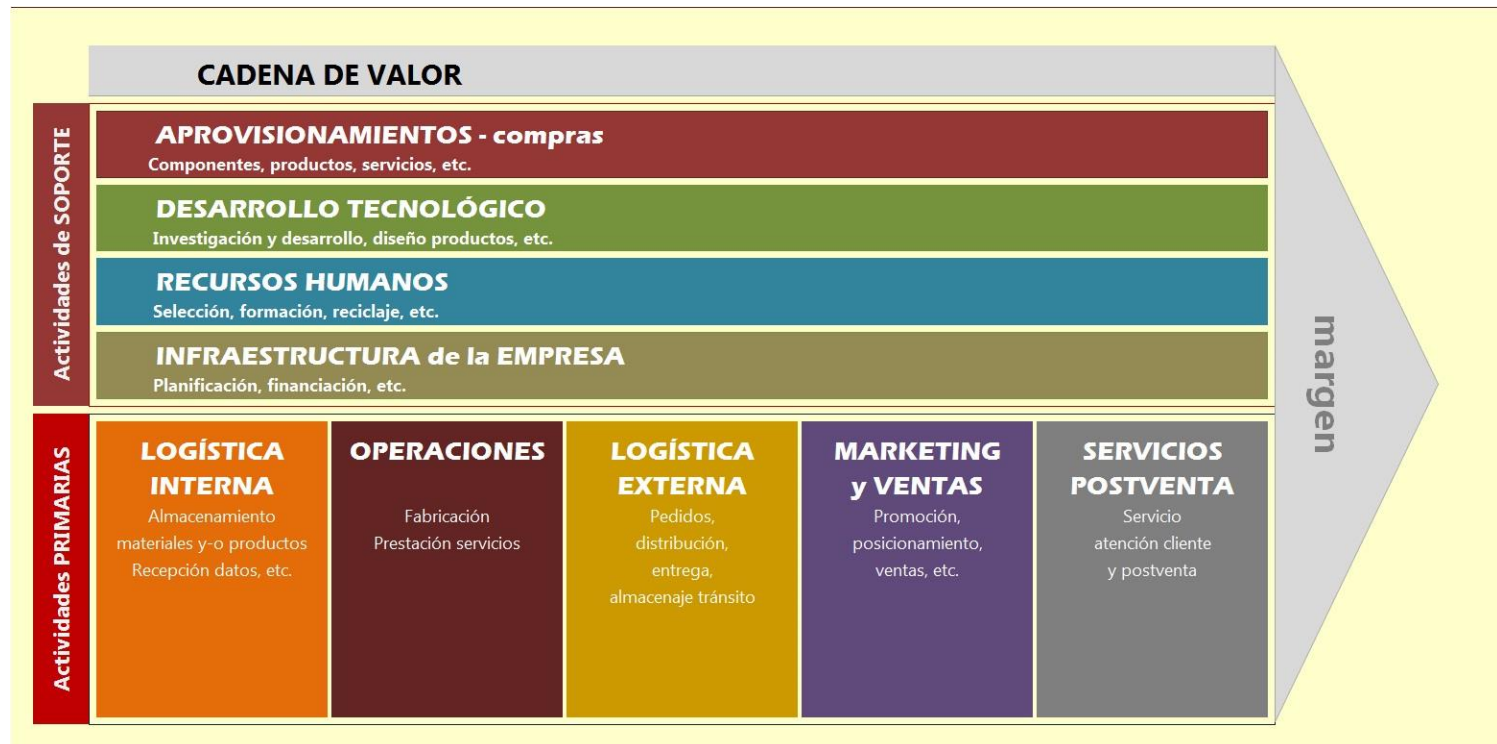 CADENA DE VALOR
Actividades de SOPORTE
APROVISIONAMIENTOS - compras
Componentes, productos, servicios, etc.
DESARROLLO TECNOLÓGICO
Investigación y desarrollo, diseño productos, etc.
RECURSOS HUMANOS
Selección, formación, reciclaje, etc.
INFRAESTRUCTURA de la EMPRESA
Planificación, financiación, etc.
Actividades PRIMARIAS
LOGÍSTICA
INTERNA
Almacenamiento
materiales y-o productos
Recepción datos, etc.
OPERACIONES
Fabricación
Prestación servicios
LOGÍSTICA
EXTERNA
Pedidos,
distribución,
entrega,
almacenaje tránsito
MARKETING
y VENTAS
Promoción,
posicionamiento,
ventas, etc.
SERVICIOS
POSTVENTA
Servicio
atención cliente
y postventa
margen